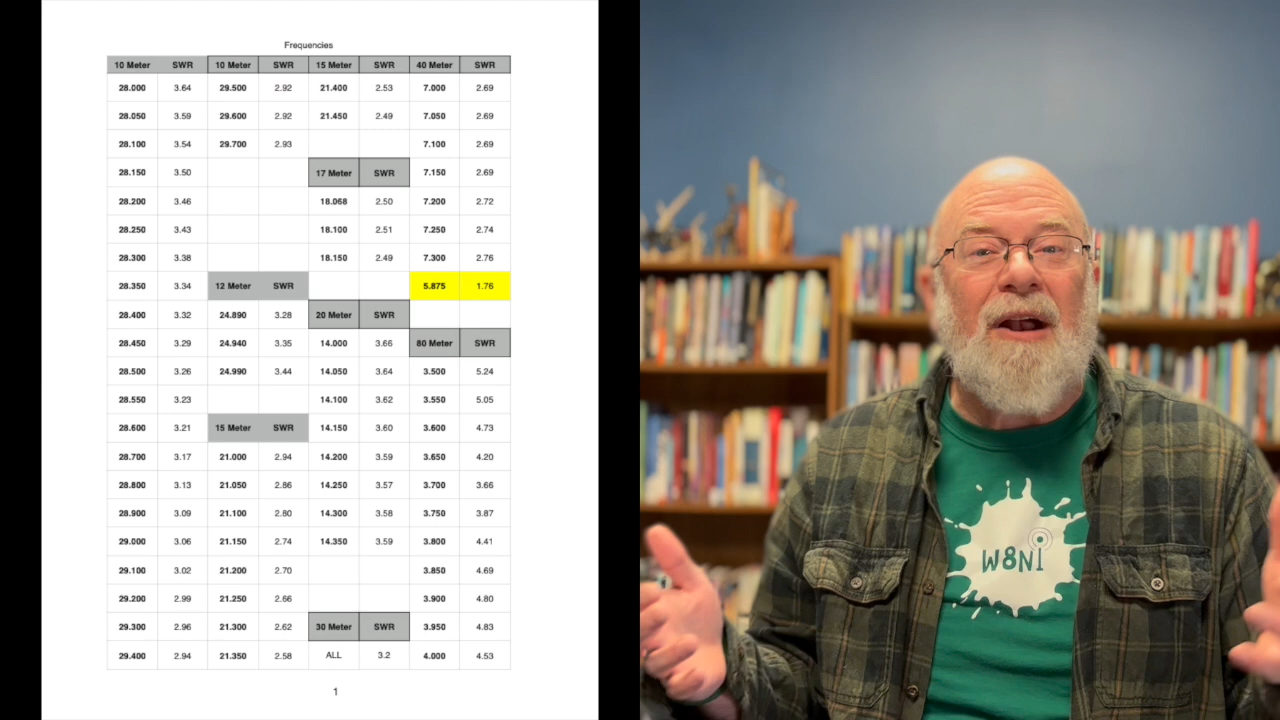 Frequencies
10 Meter SWR 10 Meter SWR 15 Meter SWR 40 Meter SWR
28.000 3.64 29.500 2.92 21.400 2.53 7.000 2.69
28.050 3.59 29.600 2.92 21.450 2.49 7.050 2.69
28.100 3.54 29.700 2.93 7.100 2.69
28.150 3.50 17 Meter SWR 7.150 2.69
28.200 3.46 18.068 2.50 7.200 2.72
28.250 3.43 18.100 2.51 7.250 2.74
28.300 3.38 18.150 2.49 7.300 2.76
28.350 3.34 12 Meter SWR 5.875 1.76
28.400 3.32 24.890 3.28 20 Meter SWR
28.450 3.29 24.940 3.35 14.000 3.66 80 Meter SWR
28.500 3.26 24.990 3.44 14.050 3.64 3.500 5.24
28.550 3.23 14.100 3.62 3.550 5.05
28.600 3.21 15 Meter SWR 14.150 3.60 3.600 4.73
28.700 3.17 21.000 2.94 14.200 3.59 3.650 4.20
28.800 3.13 21.050 2.86 14.250 3.57 3.700 3.66
28.900 3.09 21.100 2.80 14.300 3.58 3.750 3.87
29.000 3.06 21.150 2.74 14.350 3.59 3.800 4.41
29.100 3.02 21.200 2.70 3.850 4.69
29.200 2.99 21.250 2.66 3.900 4.80
29.300 2.96 21.300 2.62 30 Meter SWR 3.950 4.83
29.400 2.94 21.350 2.58 ALL 3.2 4.000 4.53
1
W8NI